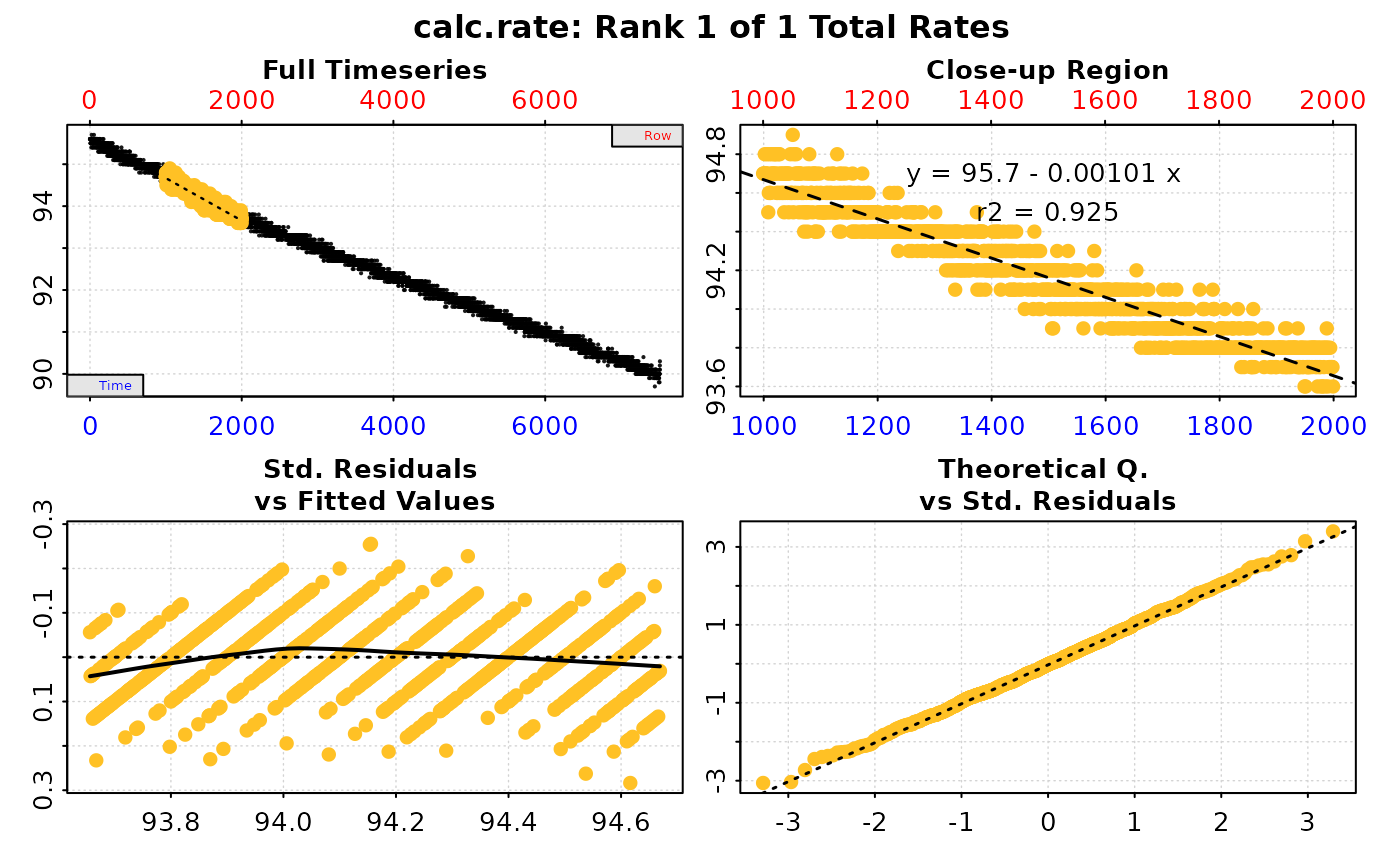 calc.rate: Rank 1 of 1 Total Rates
Full Timeseries
0 2000 4000 6000
Row
94
92
90
Time
0 2000 4000 6000
Close-up Region
1000 1200 1400 1600 1800 2000
y = 95.7 - 0.00101 x
r2 = 0.925
94.8
94.2
93.6
1000 1200 1400 1600 1800 2000
Std. Residuals
vs Fitted Values
-0.3
-0.1
0.1
0.3
93.8 94.0 94.2 94.4 94.6
Theoretical Q.
vs Std. Residuals
3
1
-1
-3
-3 -2 -1 0 1 2 3